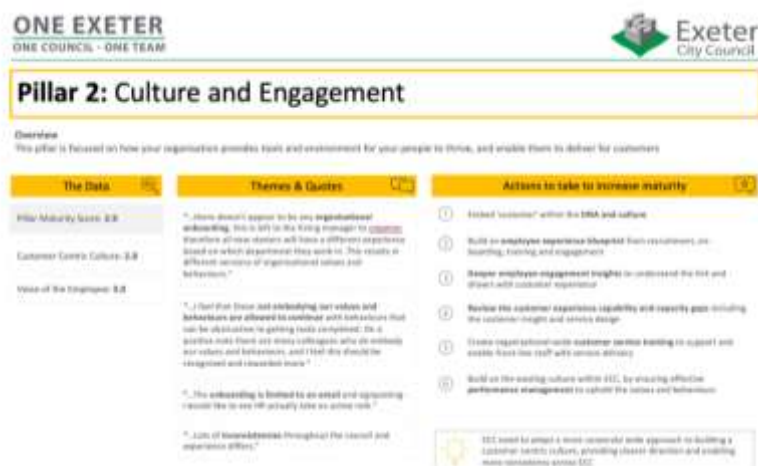 ONE EXETER
ONE COUNCIL - ONE TEAM
Exeter
City Council
Pillar 2: Culture and Engagement
Overview
This pillar is focused on how your organisation provides tools and environment for your people to thrive, and enable them to deliver for customers
The Data
Pillar Maturity Score:
Customer Centric Culture:
Voice of the Employee:
Themes & Quotes
"...there doesn't appear to be any organisational
onboarding, this is left to the hiring manager to
therefore all new starters will have a different experience
based on which department they work in. This results in
different versions of organisational values and
behaviours."
"...I feel that those not embodying our values and
behaviours are allowed to continue with behaviours that
can be obstructive to getting tasks completed. On a
positive note there are many colleagues who do embody
our values and behaviours, and I feel this should be
recognised and rewarded more."
"...The onboarding is limited to an email and signposting
I would like to see HR actually take an active role."
"...Lots of inconsistencies throughout the council and
experience differs."
Actions to take to increase maturity
1 Embed 'customer' within the DNA and culture
2 Build an employee experience blueprint from recruitment, on-
boarding, training and engagement
3 Deeper employee engagement insights to understand the link and
drivers with customer experience
4 Review the customer experience capability and capacity gaps including
the customer insight and service design
5 Create organisational-wide customer service training to support and
enable front line staff with service delivery
6 Build on the existing culture within ECC, by ensuring effective
performance management to uphold the values and behaviours
ECC need to adopt a more corporate wide approach to building a
customer centric culture, providing clearer direction and enabling
more consistency across ECC